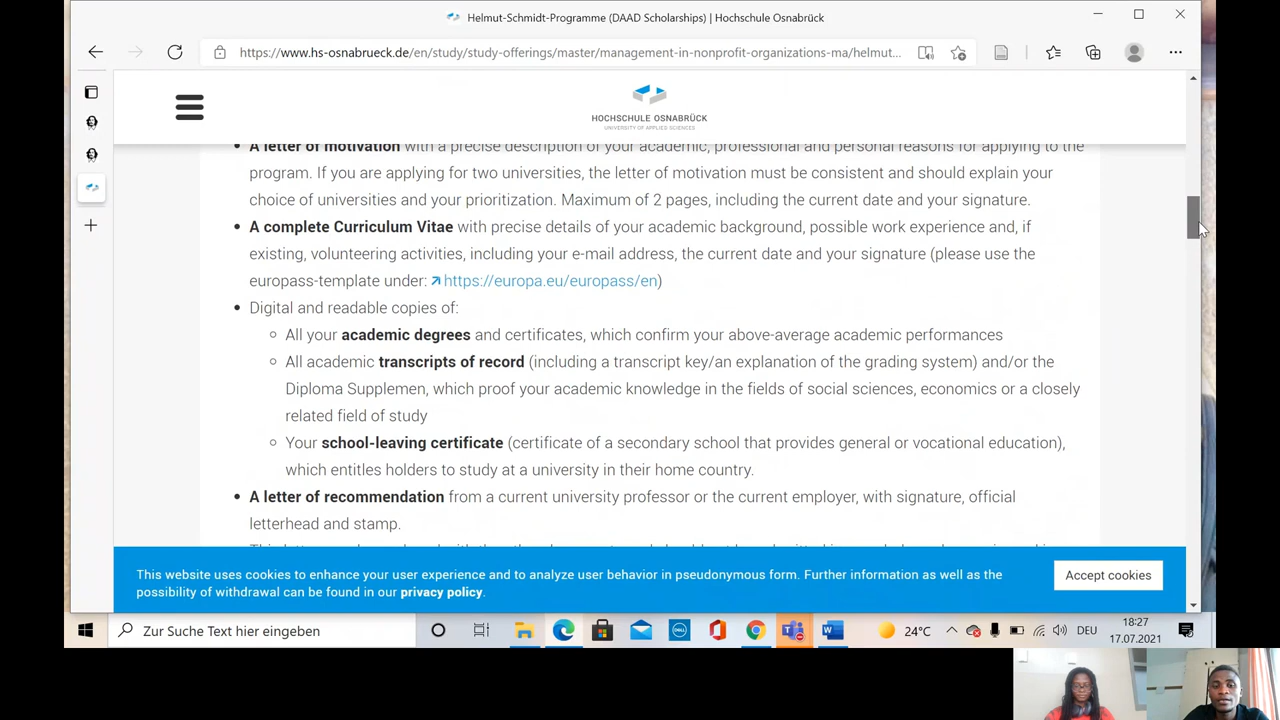 Helmut-Schmidt-Programme (DAAD Scholarships) | Hochschule Osnabrück
https://www.hs-osnabrueck.de/en/study/study-offerings/master/management-in-nonprofit-organizations-ma/helmut...
HOCHSCHULE OSNABRÜCK
UNIVERSITY OF APPLIED SCIENCES
• A letter of motivation with a precise description of your academic, professional and personal reasons for applying to the
program. If you are applying for two universities, the letter of motivation must be consistent and should explain your
choice of universities and your prioritization. Maximum of 2 pages, including the current date and your signature.
• A complete Curriculum Vitae with precise details of your academic background, possible work experience and, if
existing, volunteering activities, including your e-mail address, the current date and your signature (please use the
europass-template under: https://europa.eu/europass/en)
• Digital and readable copies of:
○ All your academic degrees and certificates, which confirm your above-average academic performances
○ All academic transcripts of record (including a transcript key/an explanation of the grading system) and/or the
Diploma Supplemen, which proof your academic knowledge in the fields of social sciences, economics or a closely
related field of study
○ Your school-leaving certificate (certificate of a secondary school that provides general or vocational education),
which entitles holders to study at a university in their home country.
• A letter of recommendation from a current university professor or the current employer, with signature, official
letterhead and stamp.
This website uses cookies to enhance your user experience and to analyze user behavior in pseudonymous form. Further information as well as the
possibility of withdrawal can be found in our privacy policy.
Accept cookies
Zur Suche Text hier eingeben
DELL
24°C
DEU
18:27
17.07.2021